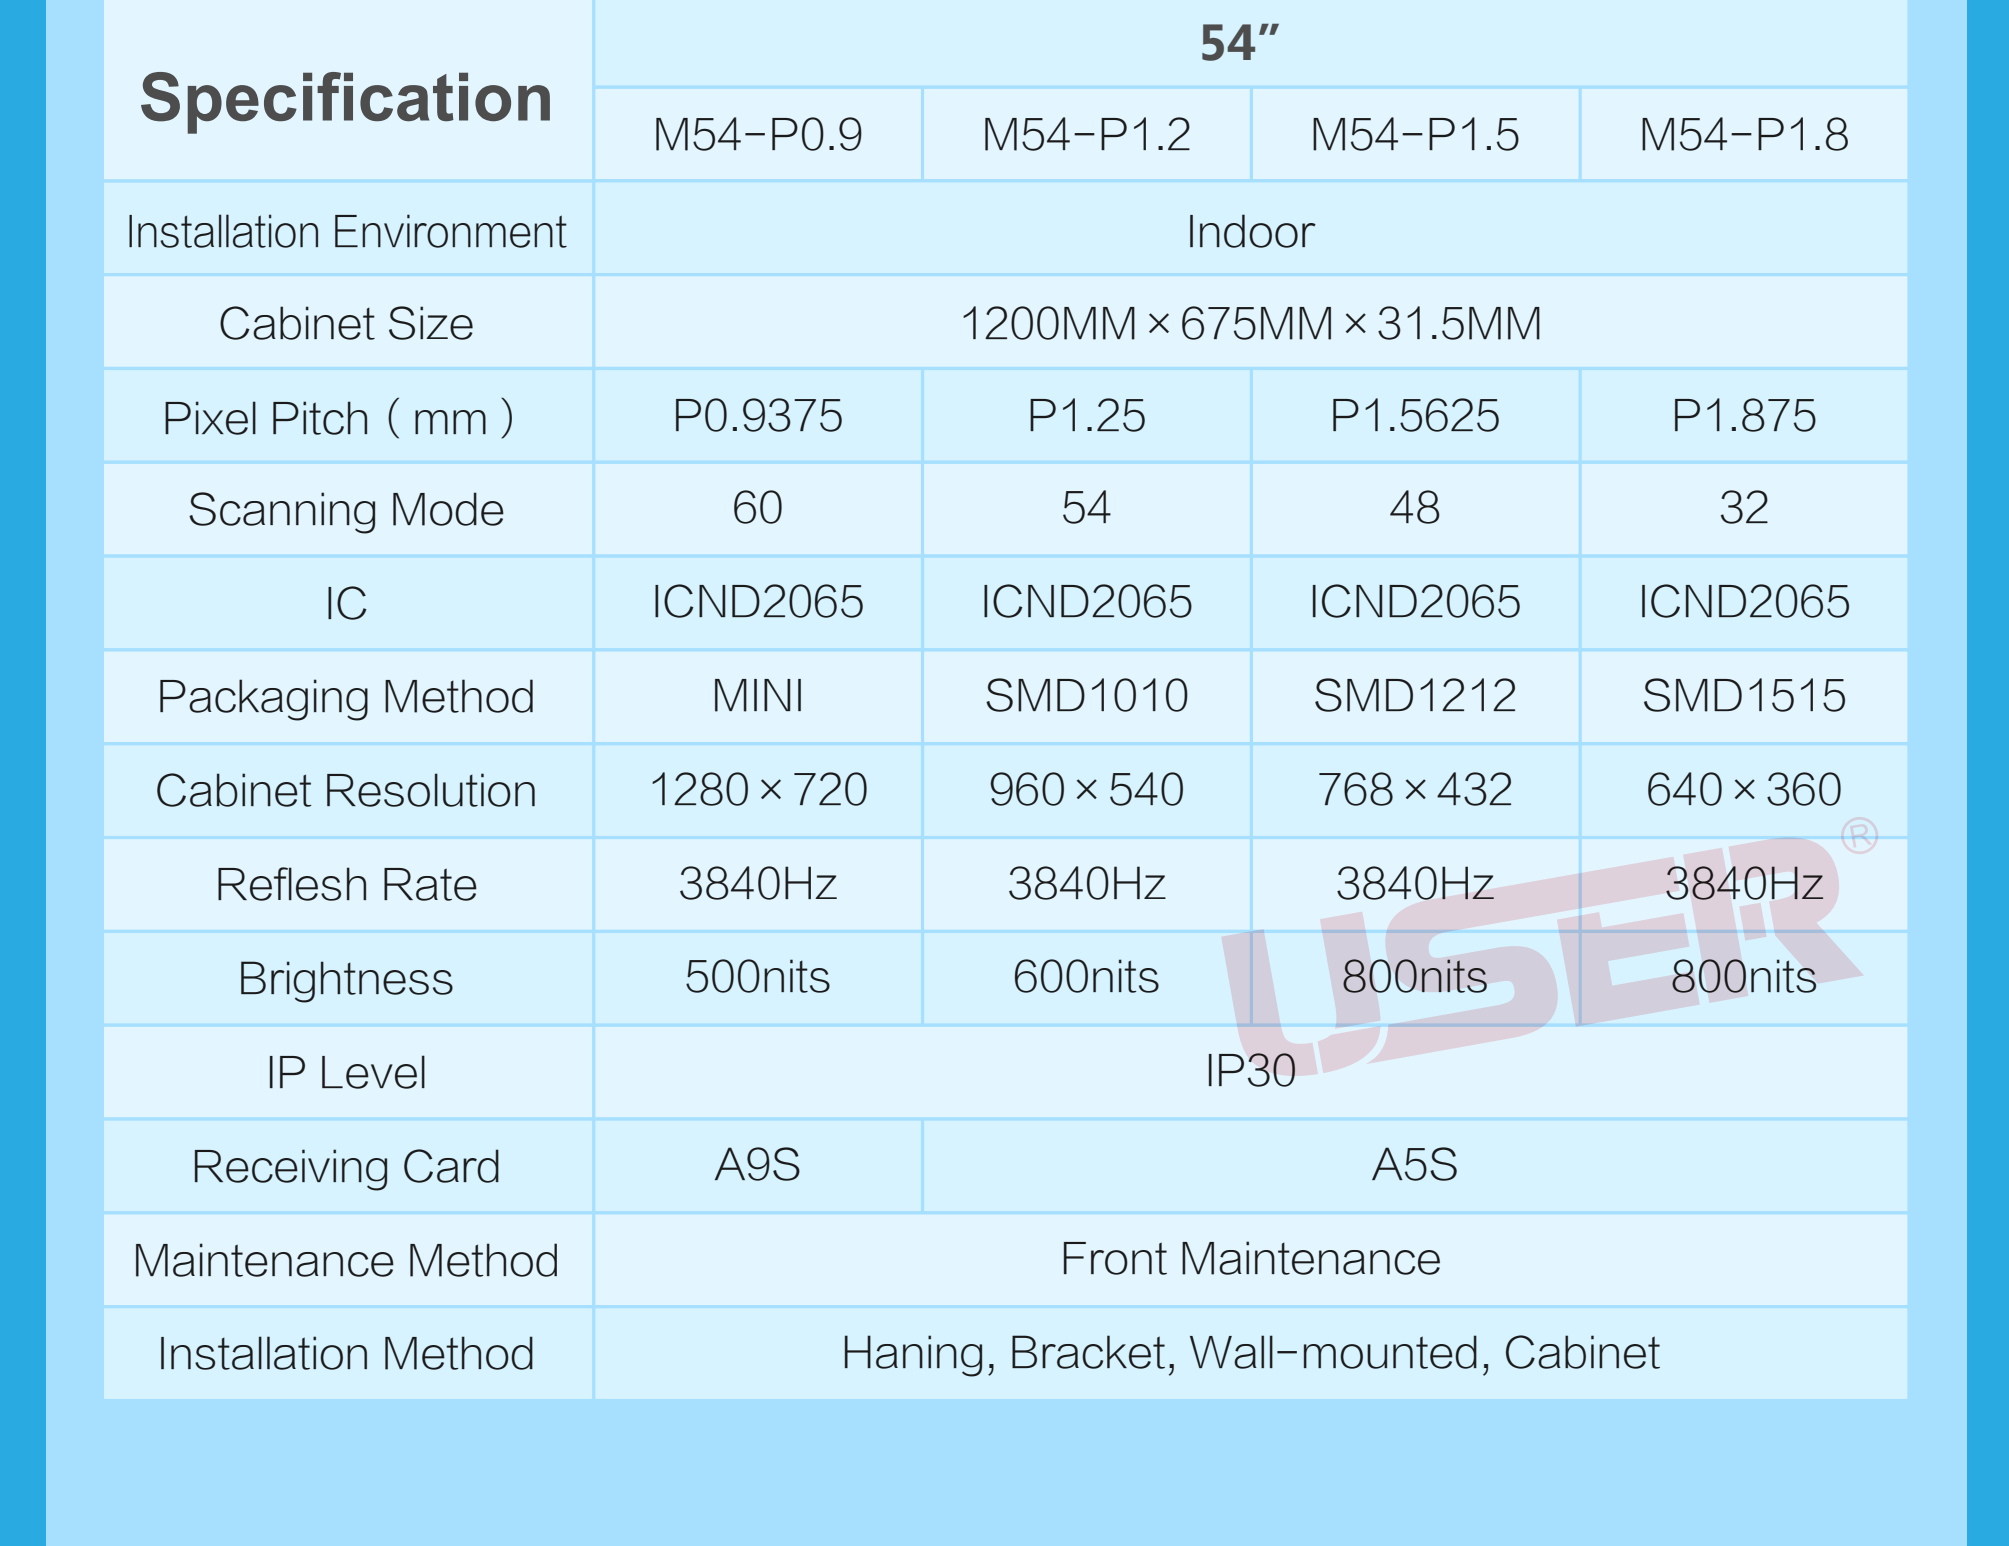 Specification
54″
M54-P0.9 M54-P1.2 M54-P1.5 M54-P1.8
Installation Environment Indoor
Cabinet Size 1200MM×675MM×31.5MM
Pixel Pitch ( mm ) P0.9375 P1.25 P1.5625 P1.875
Scanning Mode 60 54 48 32
IC ICND2065 ICND2065 ICND2065 ICND2065
Packaging Method MINI SMD1010 SMD1212 SMD1515
Cabinet Resolution 1280×720 960×540 768×432 640×360
Reflesh Rate 3840Hz 3840Hz 3840Hz 3840Hz
Brightness 500nits 600nits 800nits 800nits
USER®
IP Level IP30
Receiving Card A9S A5S
Maintenance Method Front Maintenance
Installation Method Haning, Bracket, Wall-mounted, Cabinet